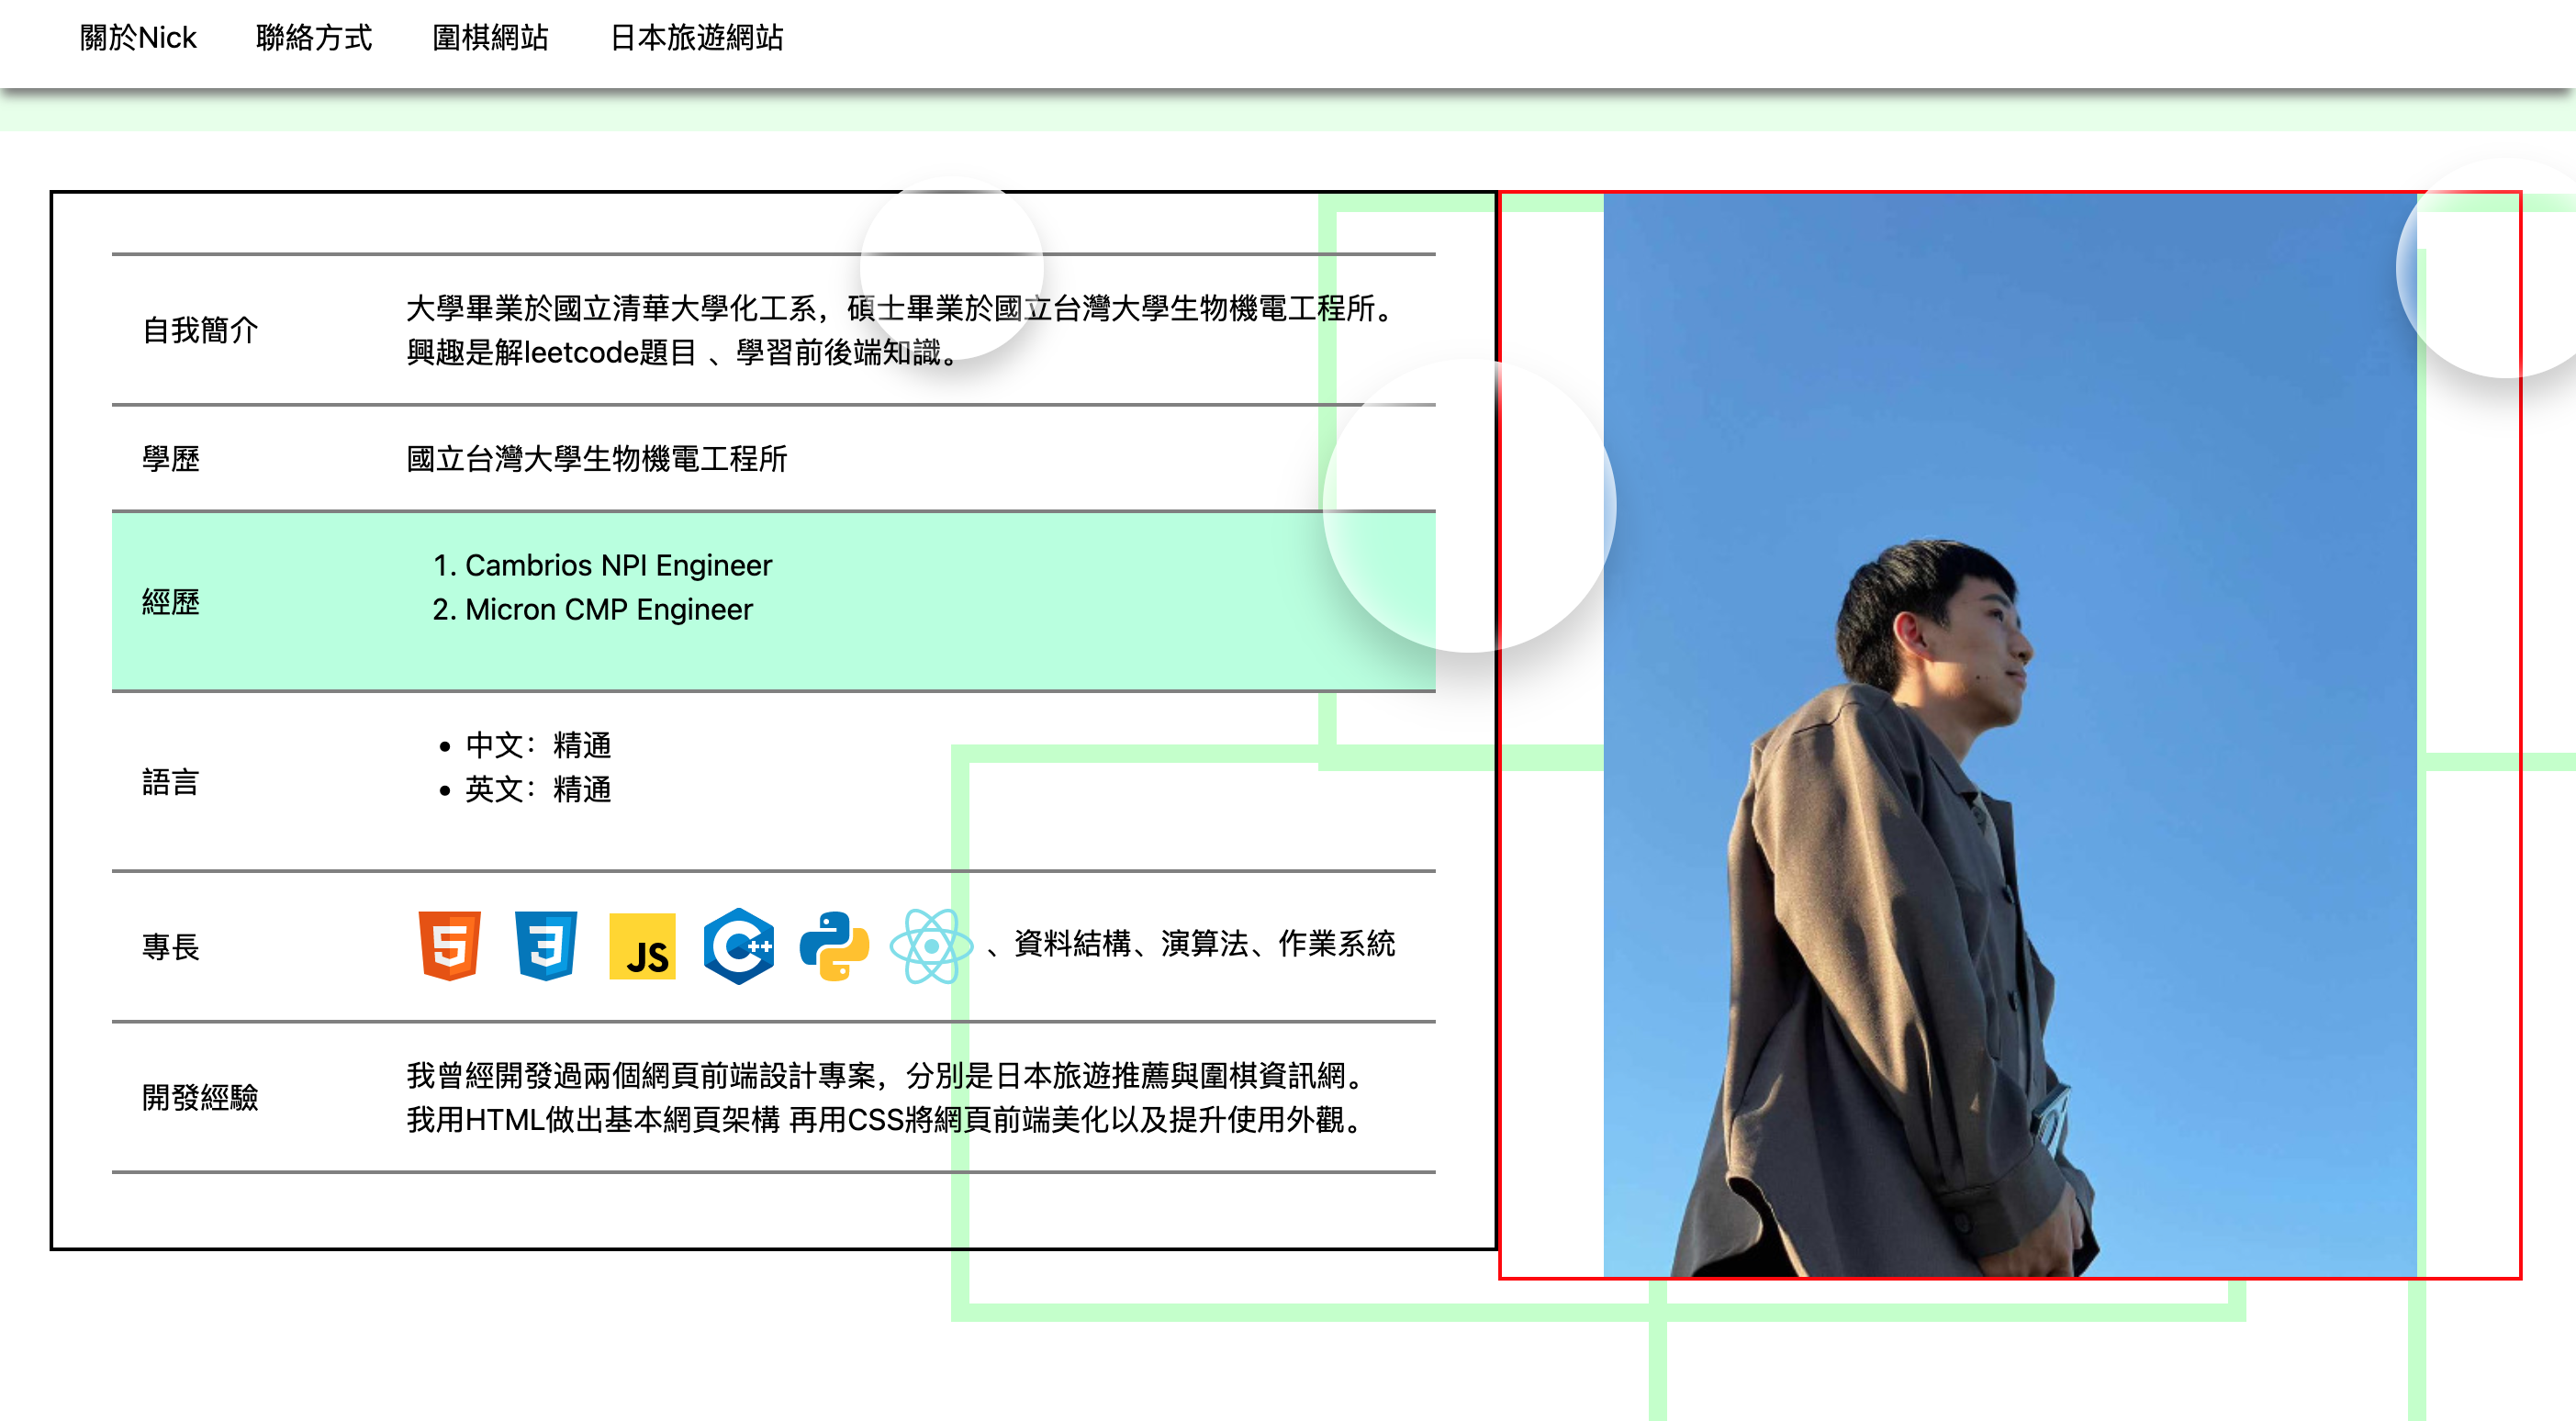 關於Nick 聯絡方式 圍棋網站 日本旅遊網站
自我簡介
大學畢業於國立清華大學化工系，碩士畢業於國立台灣大學生物機電工程所。
興趣是解leetcode題目 、學習前後端知識。
學歷
國立台灣大學生物機電工程所
經歷
1. Cambrios NPI Engineer
2. Micron CMP Engineer
語言
• 中文：精通
• 英文：精通
專長
5 3 JS C++ 、資料結構、演算法、作業系統
開發經驗
我曾經開發過兩個網頁前端設計專案，分別是日本旅遊推薦與圍棋資訊網。
我用HTML做出基本網頁架構 再用CSS將網頁前端美化以及提升使用外觀。